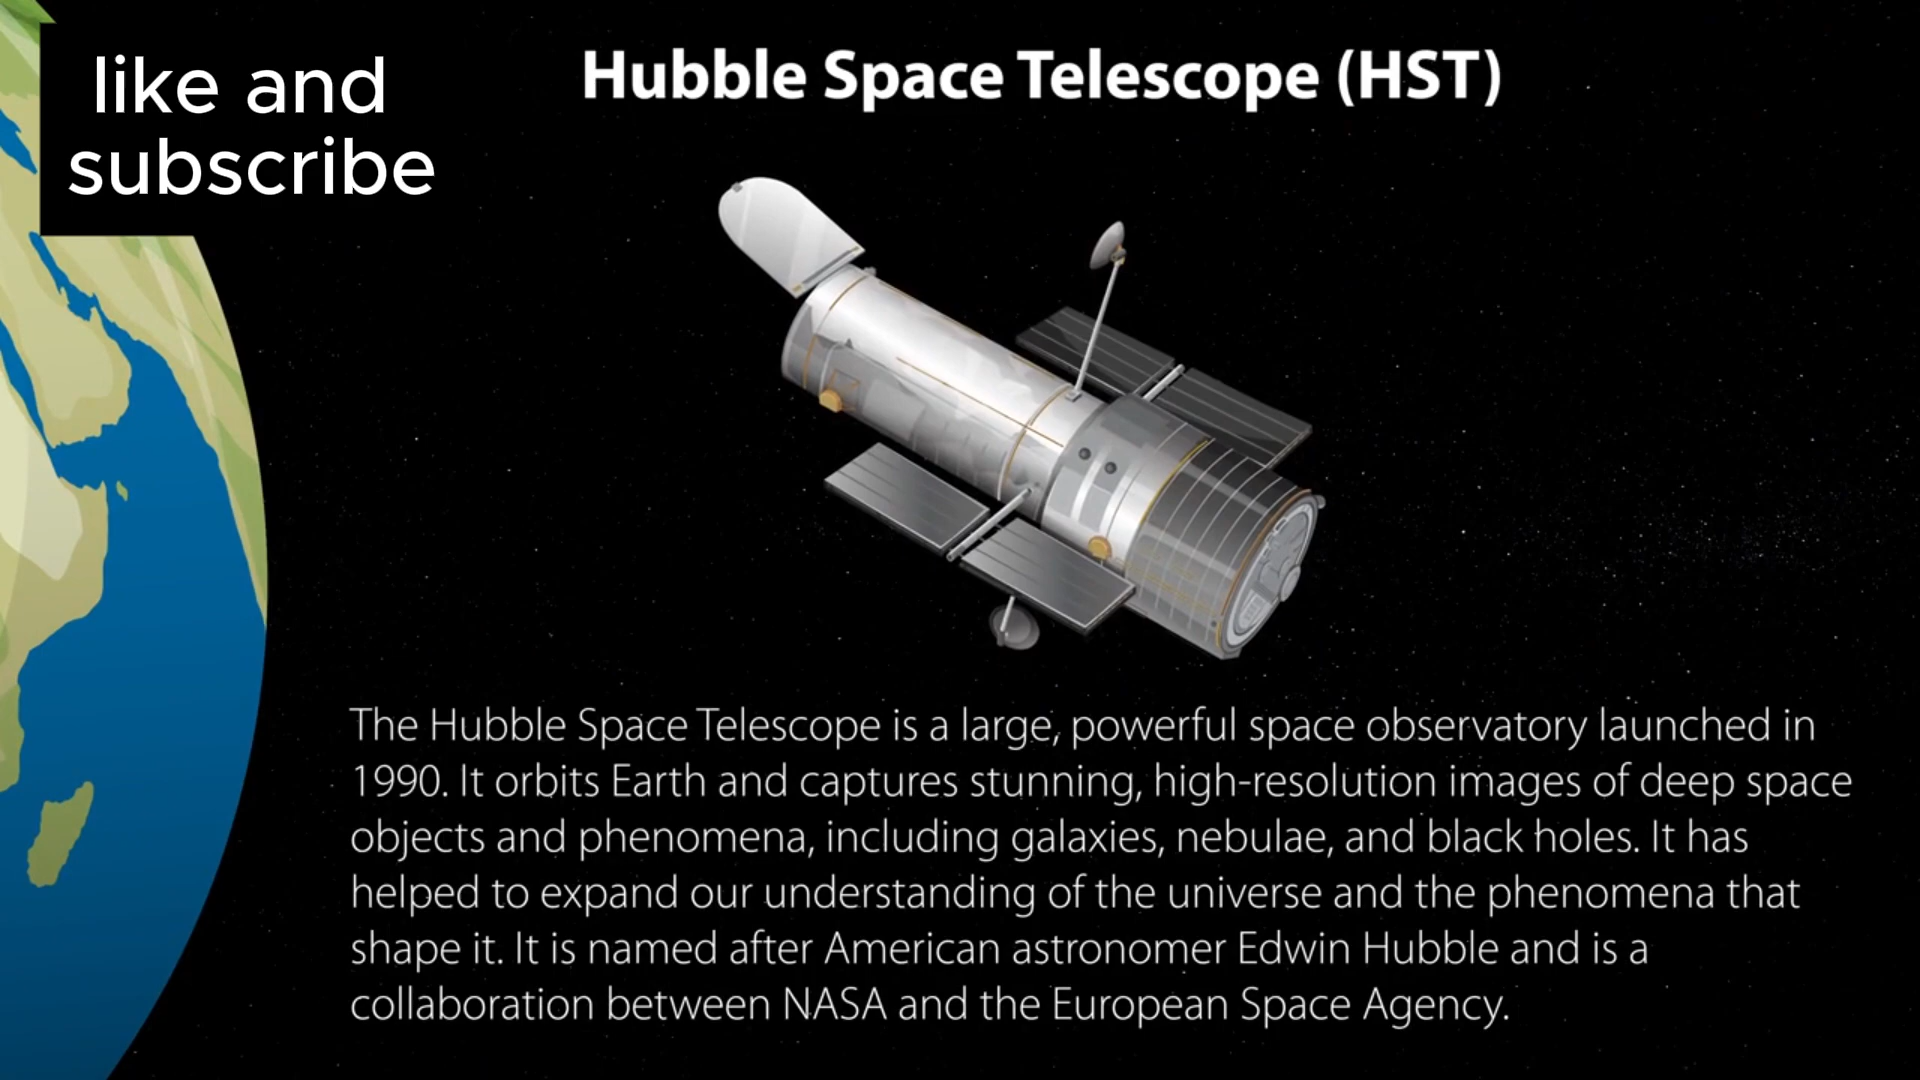 like and
subscribe
Hubble Space Telescope (HST)
The Hubble Space Telescope is a large, powerful space observatory launched in
1990. It orbits Earth and captures stunning, high-resolution images of deep space
objects and phenomena, including galaxies, nebulae, and black holes. It has
helped to expand our understanding of the universe and the phenomena that
shape it. It is named after American astronomer Edwin Hubble and is a
collaboration between NASA and the European Space Agency.